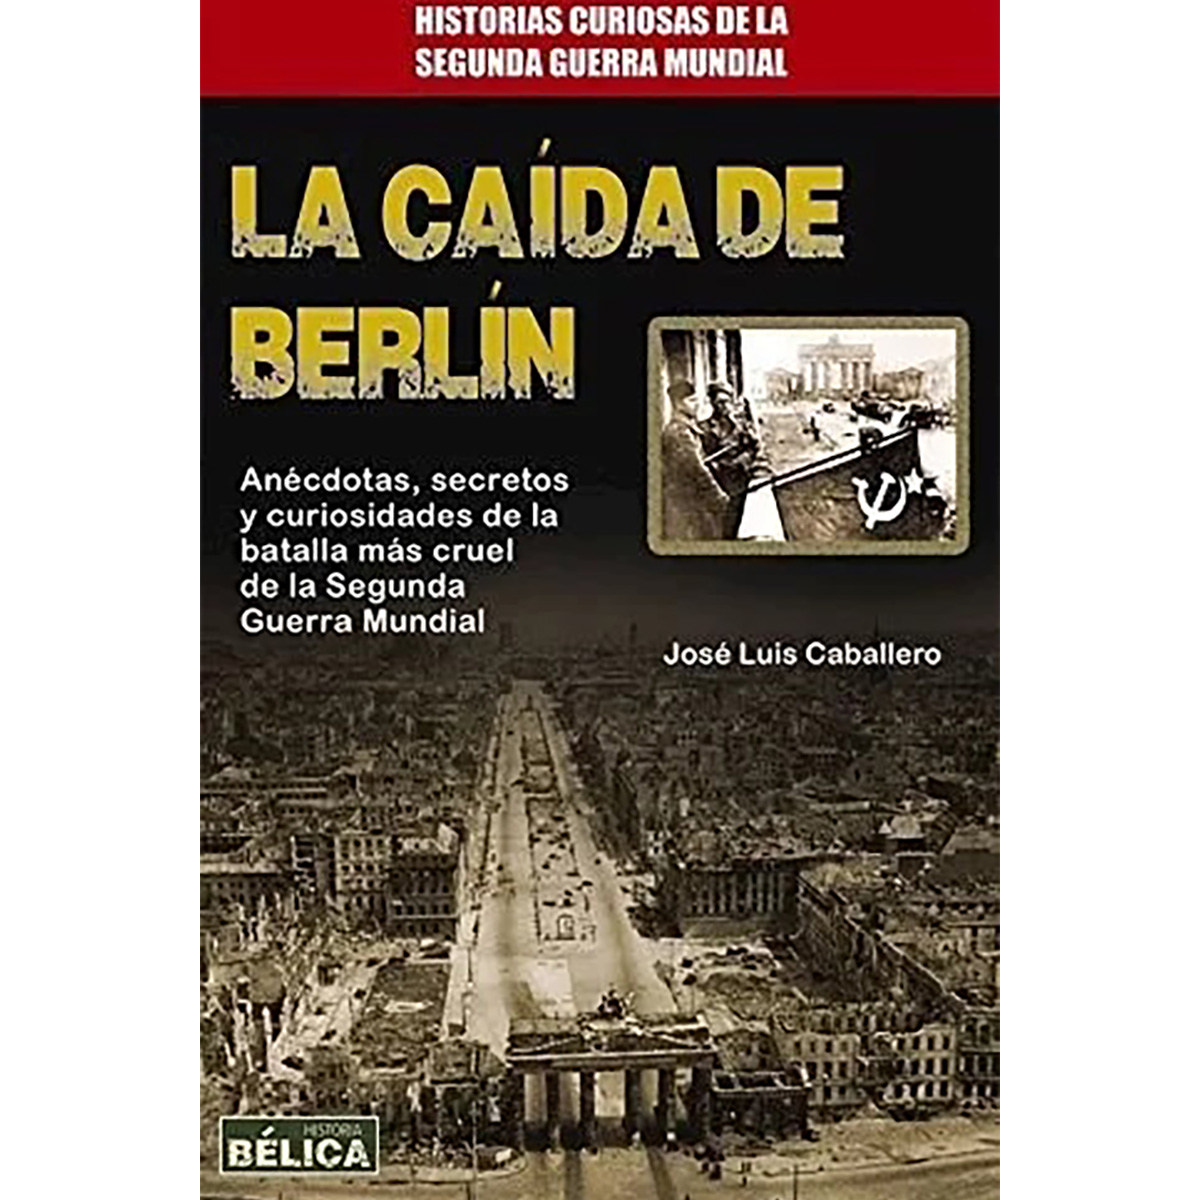 HISTORIAS CURIOSAS DE LA
SEGUNDA GUERRA MUNDIAL
LA CAÍDA DE
BERLÍN
Anécdotas, secretos
y curiosidades de la
batalla más cruel
de la Segunda
Guerra Mundial
José Luis Caballero
HISTORIA
BÉLICA